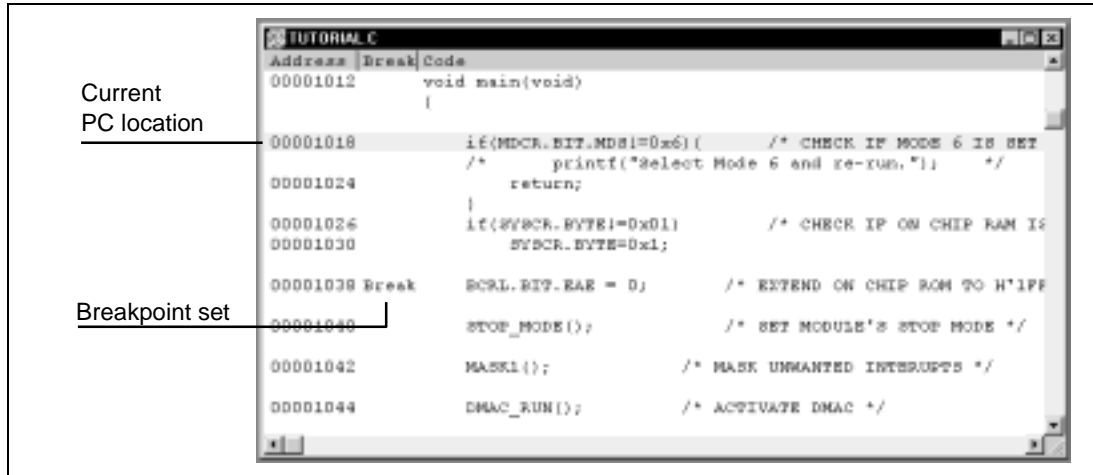 TUTORIAL.C
Address Break Code
00001012 void main(void)
{
Current
PC location
00001018 if(MDCR.BIT.MDS!=0x6){ /* CHECK IF MODE 6 IS SET
/* printf("Select Mode 6 and re-run."); */
00001024 return;
}
00001026 if(SYSCR.BYTE!=0x01) /* CHECK IF ON CHIP RAM IS
00001030 SYSCR.BYTE=0x1;
00001038 Break BCRL.BIT.EAE = 0; /* EXTEND ON CHIP ROM TO H'1FF
Breakpoint set
00001040 STOP_MODE(); /* SET MODULE'S STOP MODE */
00001042 MASK1(); /* MASK UNWANTED INTERUPTS */
00001044 DMAC_RUN(); /* ACTIVATE DMAC */